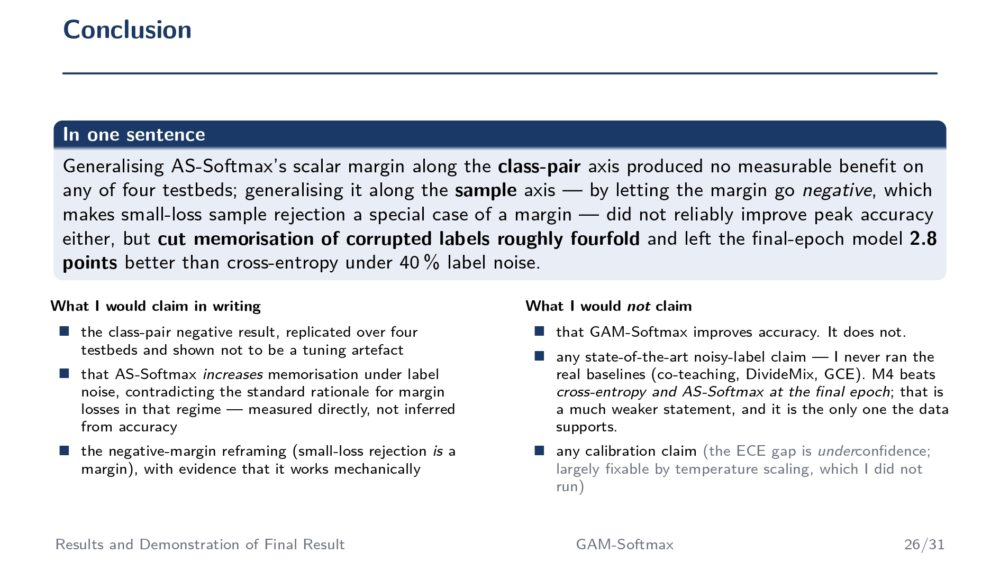 Conclusion
In one sentence
Generalising AS-Softmax's scalar margin along the class-pair axis produced no measurable benefit on
any of four testbeds; generalising it along the sample axis — by letting the margin go negative, which
makes small-loss sample rejection a special case of a margin — did not reliably improve peak accuracy
either, but cut memorisation of corrupted labels roughly fourfold and left the final-epoch model 2.8
points better than cross-entropy under 40 % label noise.
What I would claim in writing
the class-pair negative result, replicated over four
testbeds and shown not to be a tuning artefact
that AS-Softmax increases memorisation under label
noise, contradicting the standard rationale for margin
losses in that regime — measured directly, not inferred
from accuracy
the negative-margin reframing (small-loss rejection is a
margin), with evidence that it works mechanically
What I would not claim
that GAM-Softmax improves accuracy. It does not.
any state-of-the-art noisy-label claim — I never ran the
real baselines (co-teaching, DivideMix, GCE). M4 beats
cross-entropy and AS-Softmax at the final epoch; that is
a much weaker statement, and it is the only one the data
supports.
any calibration claim (the ECE gap is underconfidence;
largely fixable by temperature scaling, which I did not
run)
Results and Demonstration of Final Result
GAM-Softmax
26/31